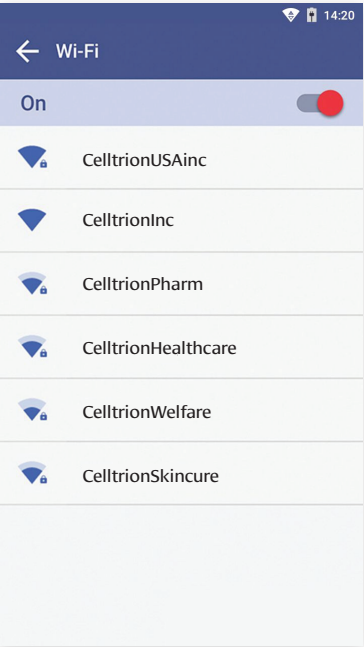 14:20
Wi-Fi
On
CelltrionUSAinc
CelltrionInc
CelltrionPharm
CelltrionHealthcare
CelltrionWelfare
CelltrionSkincure